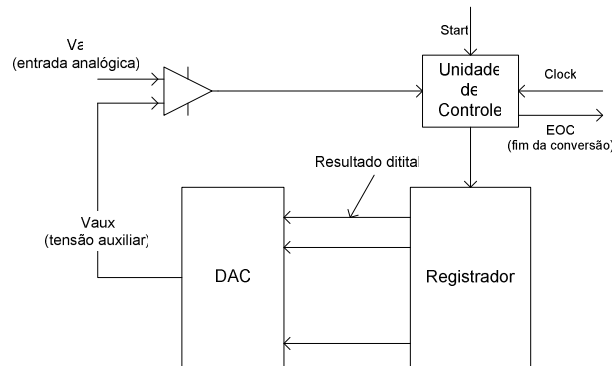 Start
Va
(entrada analógica)
Unidade
de
Controle
Clock
EOC
(fim da conversão)
Resultado ditital
Vaux
(tensão auxiliar)
DAC
Registrador